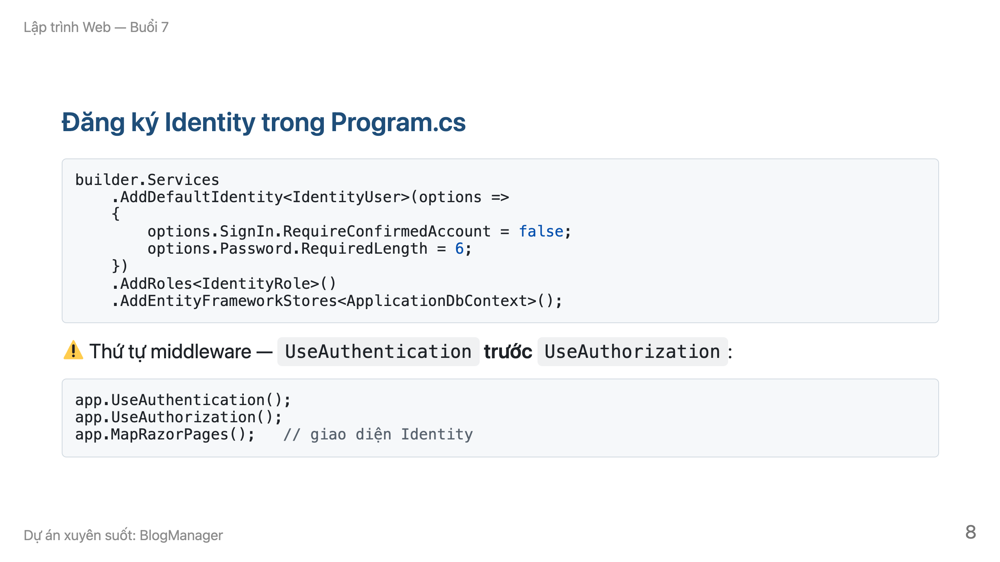 Lập trình Web — Buổi 7
Đăng ký Identity trong Program.cs
builder.Services
    .AddDefaultIdentity<IdentityUser>(options =>
    {
        options.SignIn.RequireConfirmedAccount = false;
        options.Password.RequiredLength = 6;
    })
    .AddRoles<IdentityRole>()
    .AddEntityFrameworkStores<ApplicationDbContext>();
⚠️ Thứ tự middleware — UseAuthentication trước UseAuthorization:
app.UseAuthentication();
app.UseAuthorization();
app.MapRazorPages();   // giao diện Identity
Dự án xuyên suốt: BlogManager
8